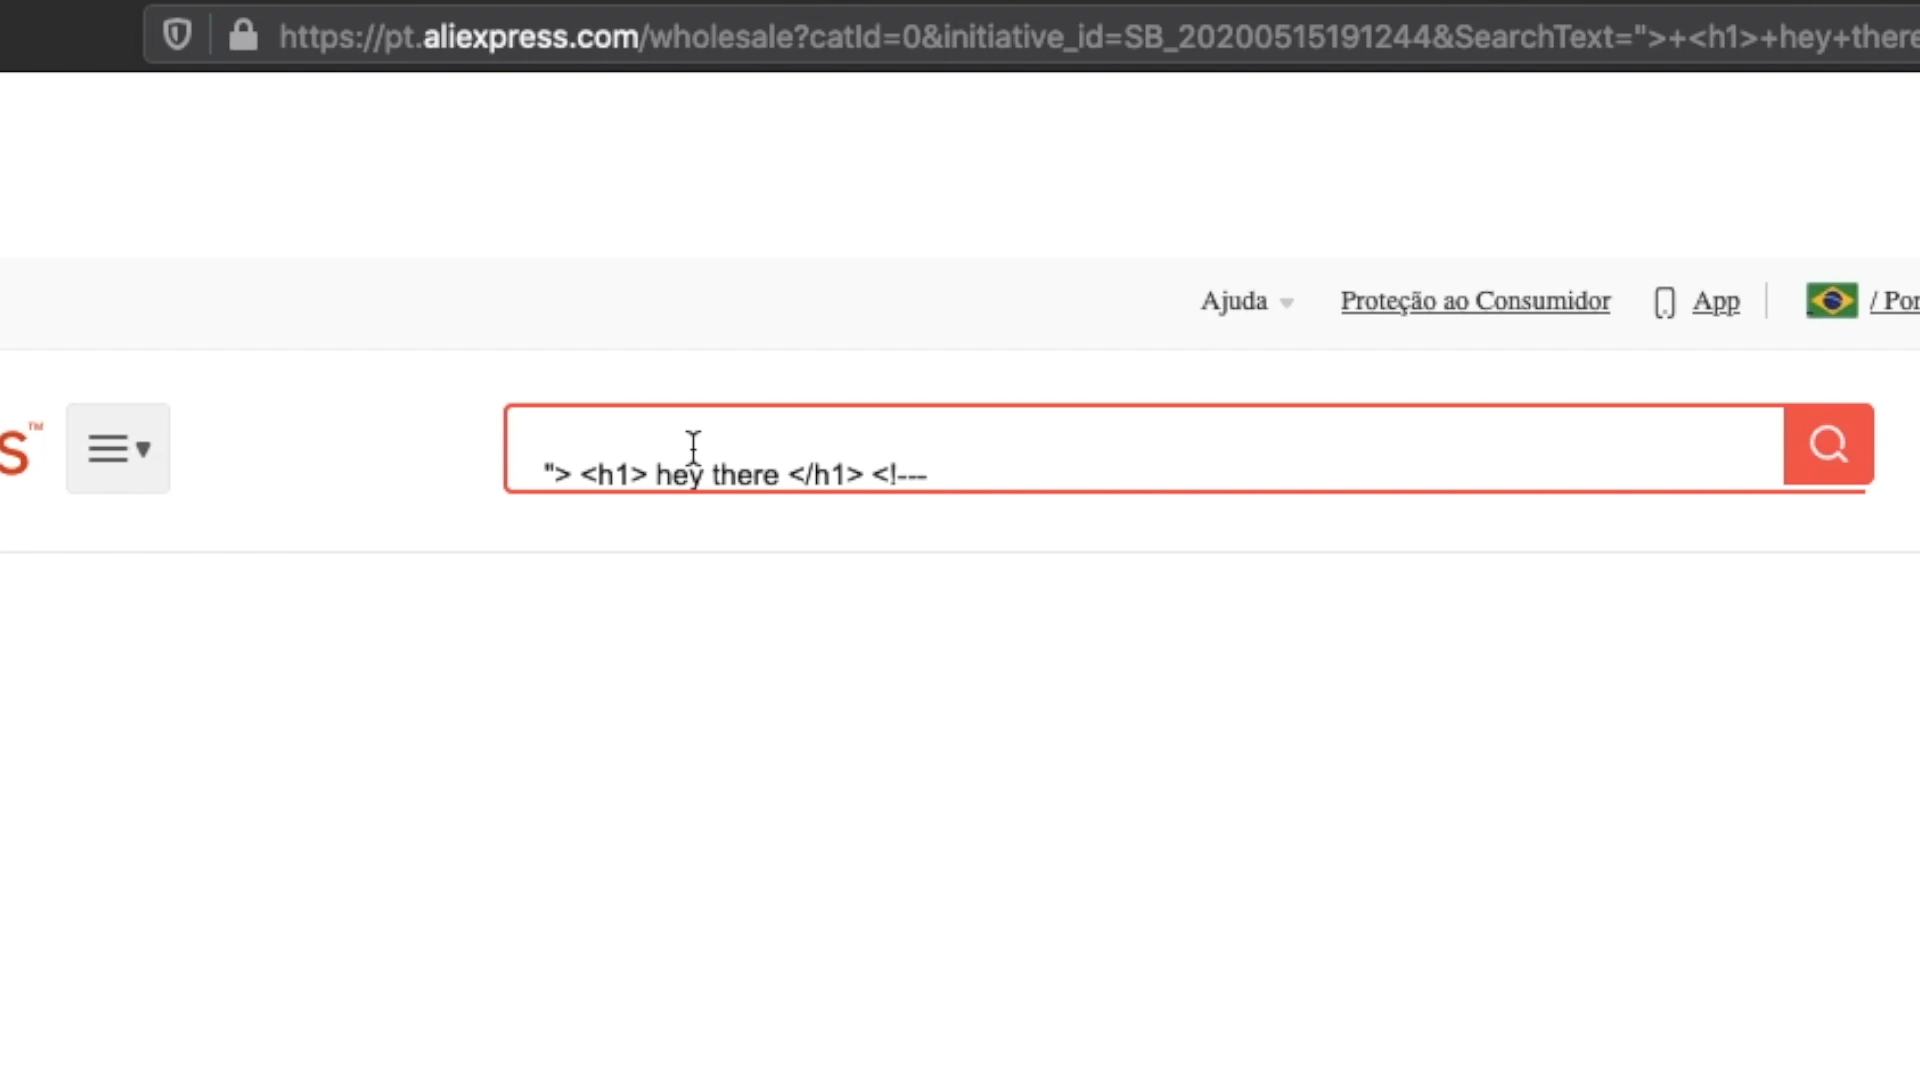 https://pt.aliexpress.com/wholesale?catId=0&initiative_id=SB_20200515191244&SearchText=">+<h1>+hey+there
Ajuda Proteção ao Consumidor App / Por
s™
"> <h1> hey there </h1> <!---